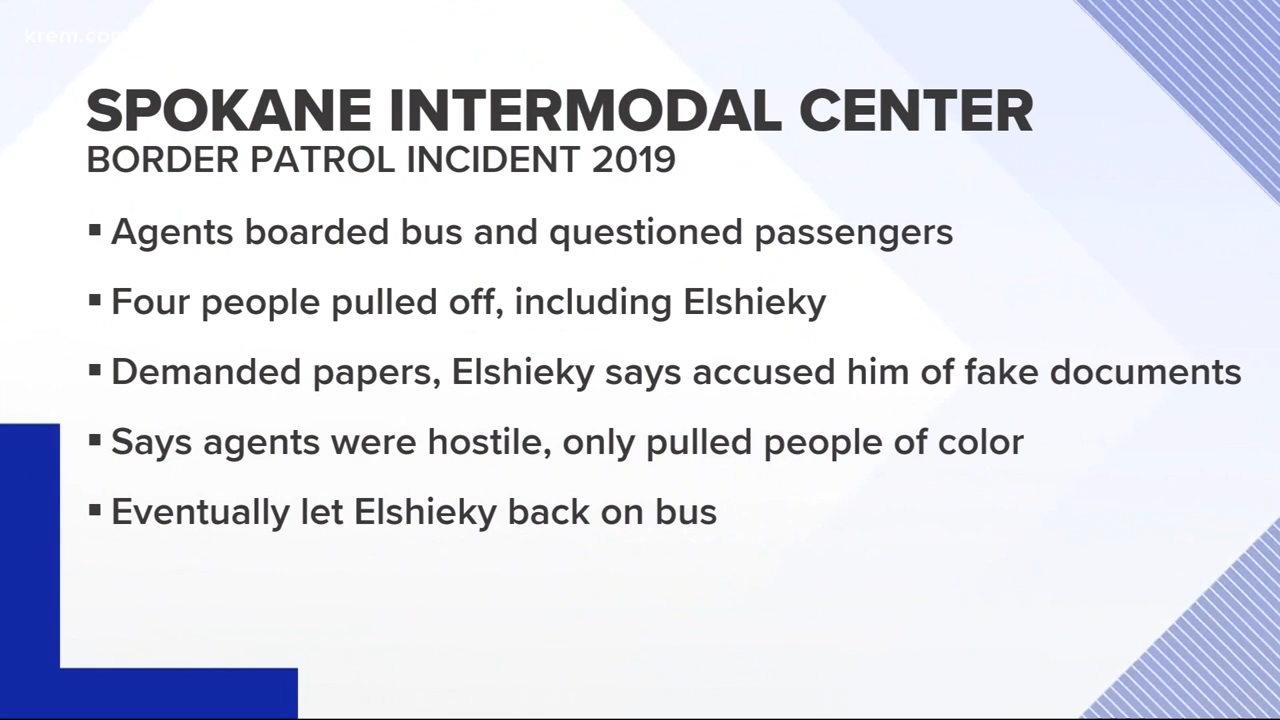 krem.com
SPOKANE INTERMODAL CENTER
BORDER PATROL INCIDENT 2019
▪ Agents boarded bus and questioned passengers
▪ Four people pulled off, including Elshieky
▪ Demanded papers, Elshieky says accused him of fake documents
▪ Says agents were hostile, only pulled people of color
▪ Eventually let Elshieky back on bus